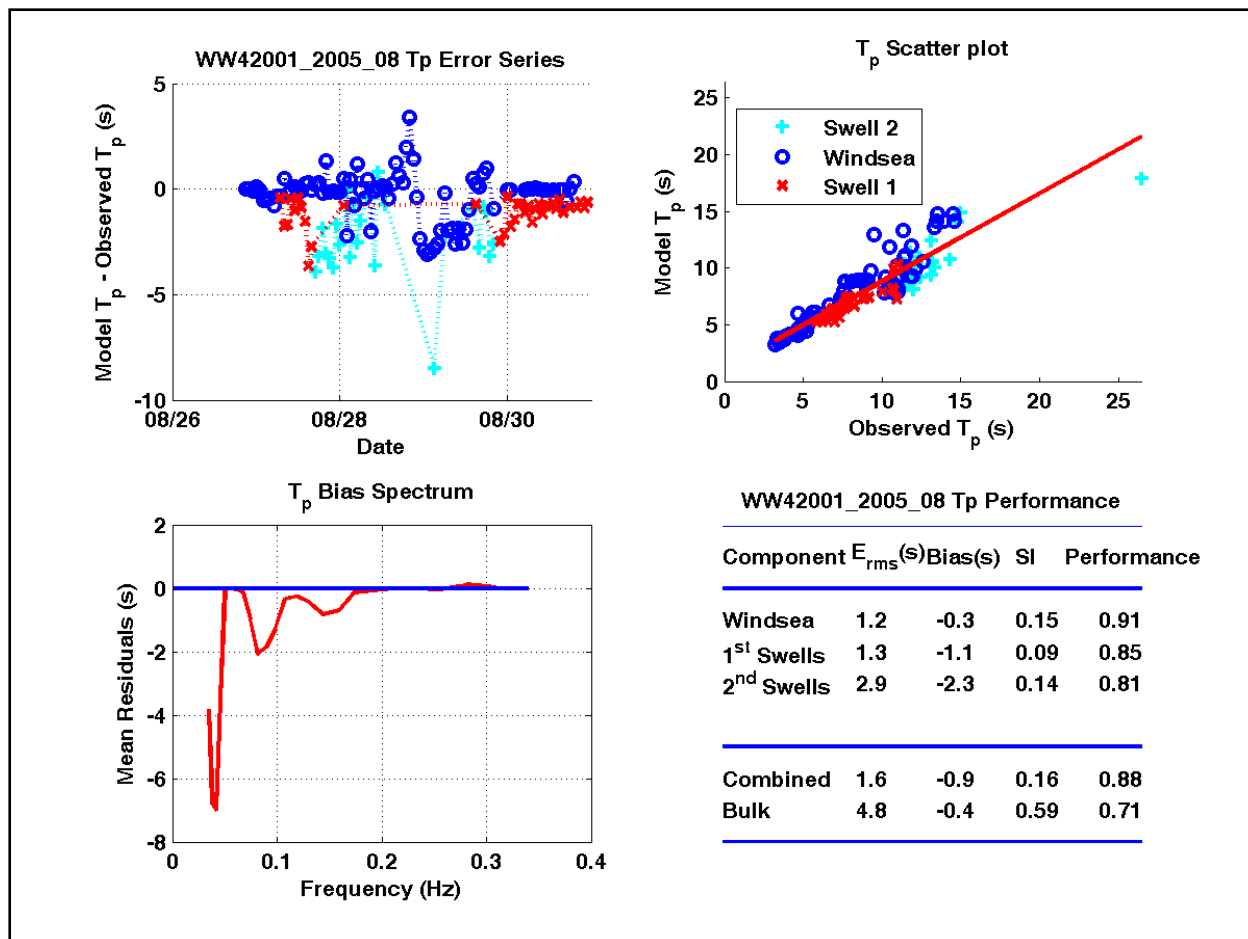 WW42001_2005_08 Tp Error Series
Model Tp - Observed Tp (s)
5
0
-5
-10
08/26
08/28
08/30
Date
Tp Scatter plot
Model Tp (s)
25
20
15
10
5
0
Swell 2
Windsea
Swell 1
0
5
10
15
20
25
Observed Tp (s)
Tp Bias Spectrum
Mean Residuals (s)
2
0
-2
-4
-6
-8
0
0.1
0.2
0.3
0.4
Frequency (Hz)
WW42001_2005_08 Tp Performance
Component Erms(s) Bias(s) SI Performance
Windsea 1.2 -0.3 0.15 0.91
1st Swells 1.3 -1.1 0.09 0.85
2nd Swells 2.9 -2.3 0.14 0.81
Combined 1.6 -0.9 0.16 0.88
Bulk 4.8 -0.4 0.59 0.71